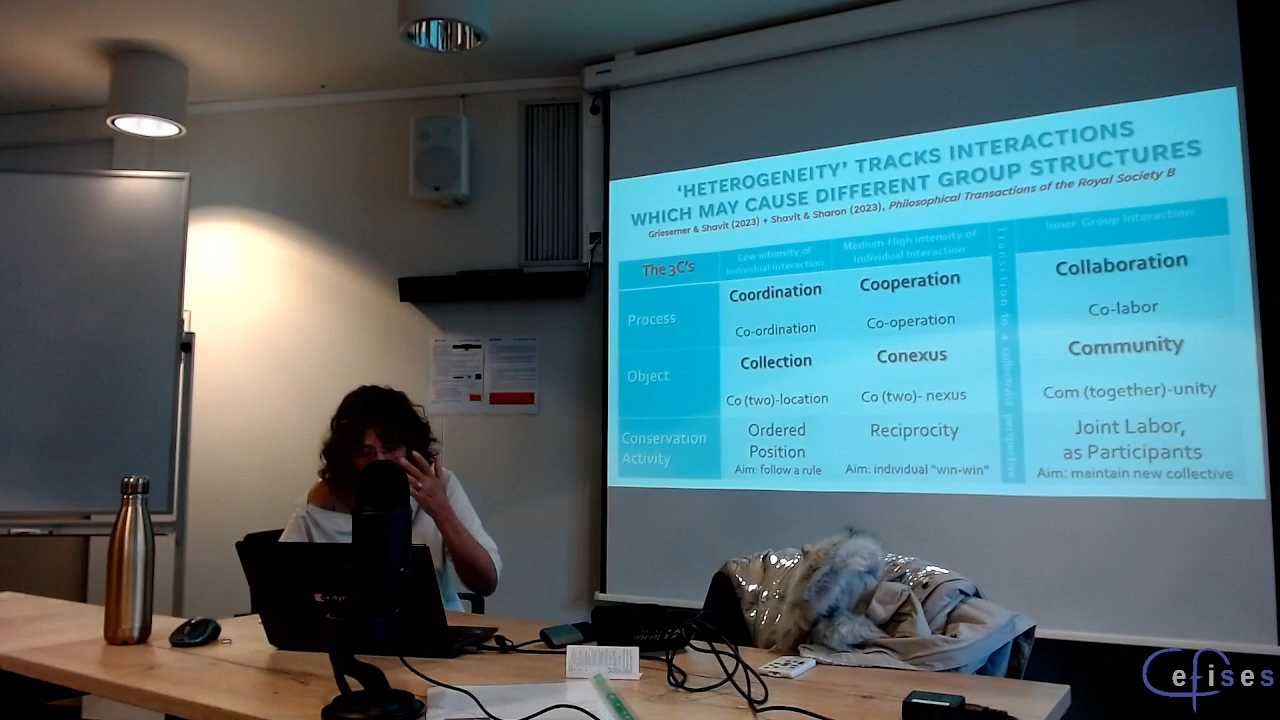 ‘HETEROGENEITY’ TRACKS INTERACTIONS
WHICH MAY CAUSE DIFFERENT GROUP STRUCTURES
Griesemer & Shavit (2023) + Shavit & Sharon (2023), Philosophical Transactions of the Royal Society B
The 3C's
Low intensity of
Individual Interaction
Medium-High intensity of
Individual Interaction
Transition to a collectivist perspective
Inner Group Interaction
Process
Coordination
Co-ordination
Cooperation
Co-operation
Collaboration
Co-labor
Object
Collection
Co (two)-location
Conexus
Co (two)- nexus
Community
Com (together)-unity
Conservation
Activity
Ordered
Position
Aim: follow a rule
Reciprocity
Aim: individual "win-win"
Joint Labor,
as Participants
Aim: maintain new collective
Cefises